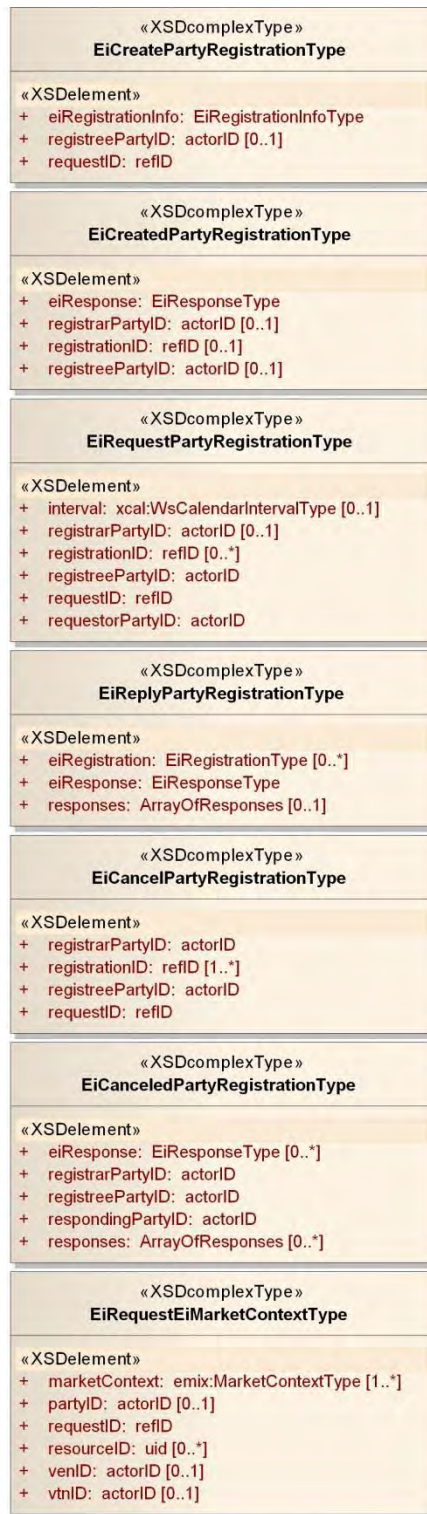 «XSDcomplexType»
EiCreatePartyRegistrationType
«XSDelement»
+ eiRegistrationInfo: EiRegistrationInfoType
+ registreePartyID: actorID [0..1]
+ requestID: refID
«XSDcomplexType»
EiCreatedPartyRegistrationType
«XSDelement»
+ eiResponse: EiResponseType
+ registrarPartyID: actorID [0..1]
+ registrationID: refID [0..1]
+ registreePartyID: actorID [0..1]
«XSDcomplexType»
EiRequestPartyRegistrationType
«XSDelement»
+ interval: xcal:WsCalendarIntervalType [0..1]
+ registrarPartyID: actorID [0..1]
+ registrationID: refID [0..*]
+ registreePartyID: actorID
+ requestID: refID
+ requestorPartyID: actorID
«XSDcomplexType»
EiReplyPartyRegistrationType
«XSDelement»
+ eiRegistration: EiRegistrationType [0..*]
+ eiResponse: EiResponseType
+ responses: ArrayOfResponses [0..1]
«XSDcomplexType»
EiCancelPartyRegistrationType
«XSDelement»
+ registrarPartyID: actorID
+ registrationID: refID [1..*]
+ registreePartyID: actorID
+ requestID: refID
«XSDcomplexType»
EiCanceledPartyRegistrationType
«XSDelement»
+ eiResponse: EiResponseType [0..*]
+ registrarPartyID: actorID
+ registreePartyID: actorID
+ respondingPartyID: actorID
+ responses: ArrayOfResponses [0..*]
«XSDcomplexType»
EiRequestEiMarketContextType
«XSDelement»
+ marketContext: emix:MarketContextType [1..*]
+ partyID: actorID [0..1]
+ requestID: refID
+ resourceID: uid [0..*]
+ venID: actorID [0..1]
+ vtnID: actorID [0..1]